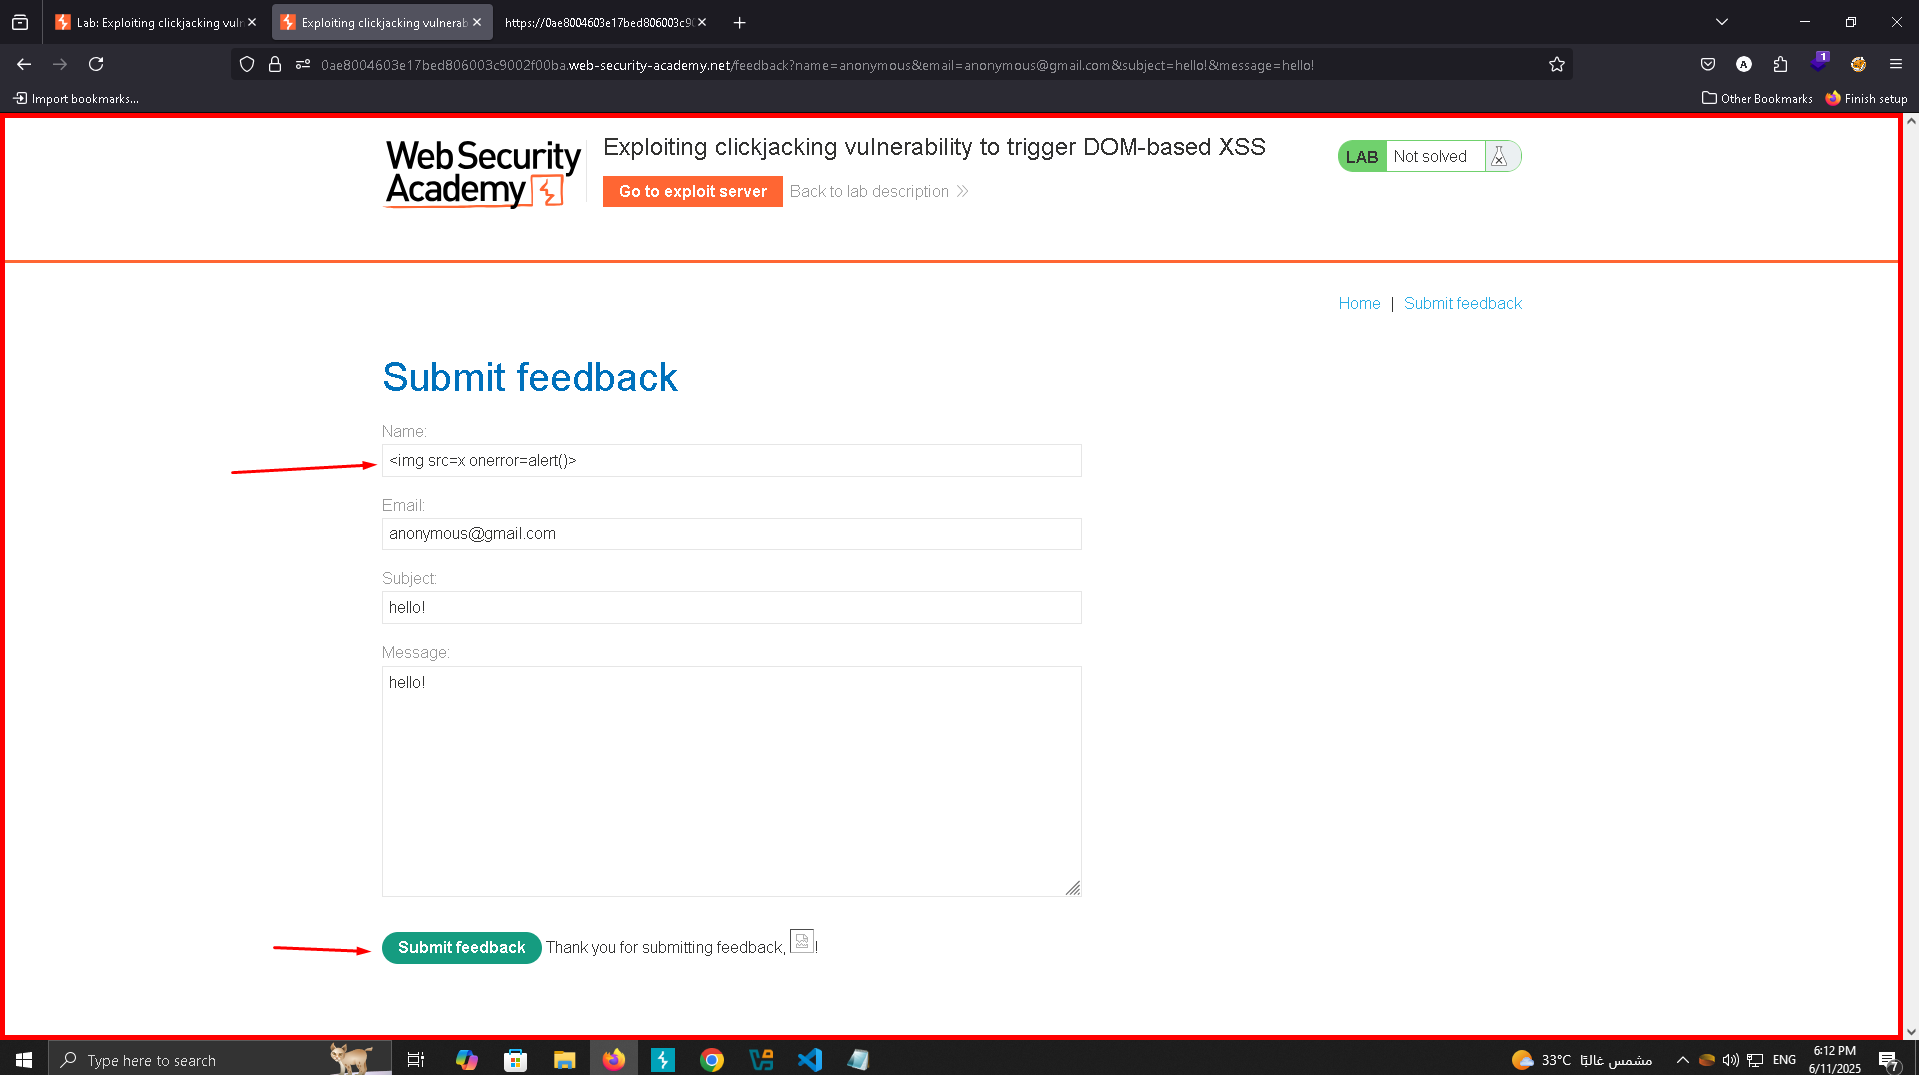 Lab: Exploiting clickjacking vuln
Exploiting clickjacking vulnerab
https://0ae8004603e17bed806003c90
0ae8004603e17bed806003c9002f00ba.web-security-academy.net/feedback?name=anonymous&email=anonymous@gmail.com&subject=hello!&message=hello!
A
1
Import bookmarks...
Other Bookmarks
Finish setup
Web Security
Academy
Exploiting clickjacking vulnerability to trigger DOM-based XSS
Go to exploit server
Back to lab description
LAB
Not solved
Home | Submit feedback
Submit feedback
Name:
<img src=x onerror=alert()>
Email:
anonymous@gmail.com
Subject:
hello!
Message:
hello!
Submit feedback
Thank you for submitting feedback, !
Type here to search
33°C مشمس غالبًا
ENG
6:12 PM
6/11/2025
7